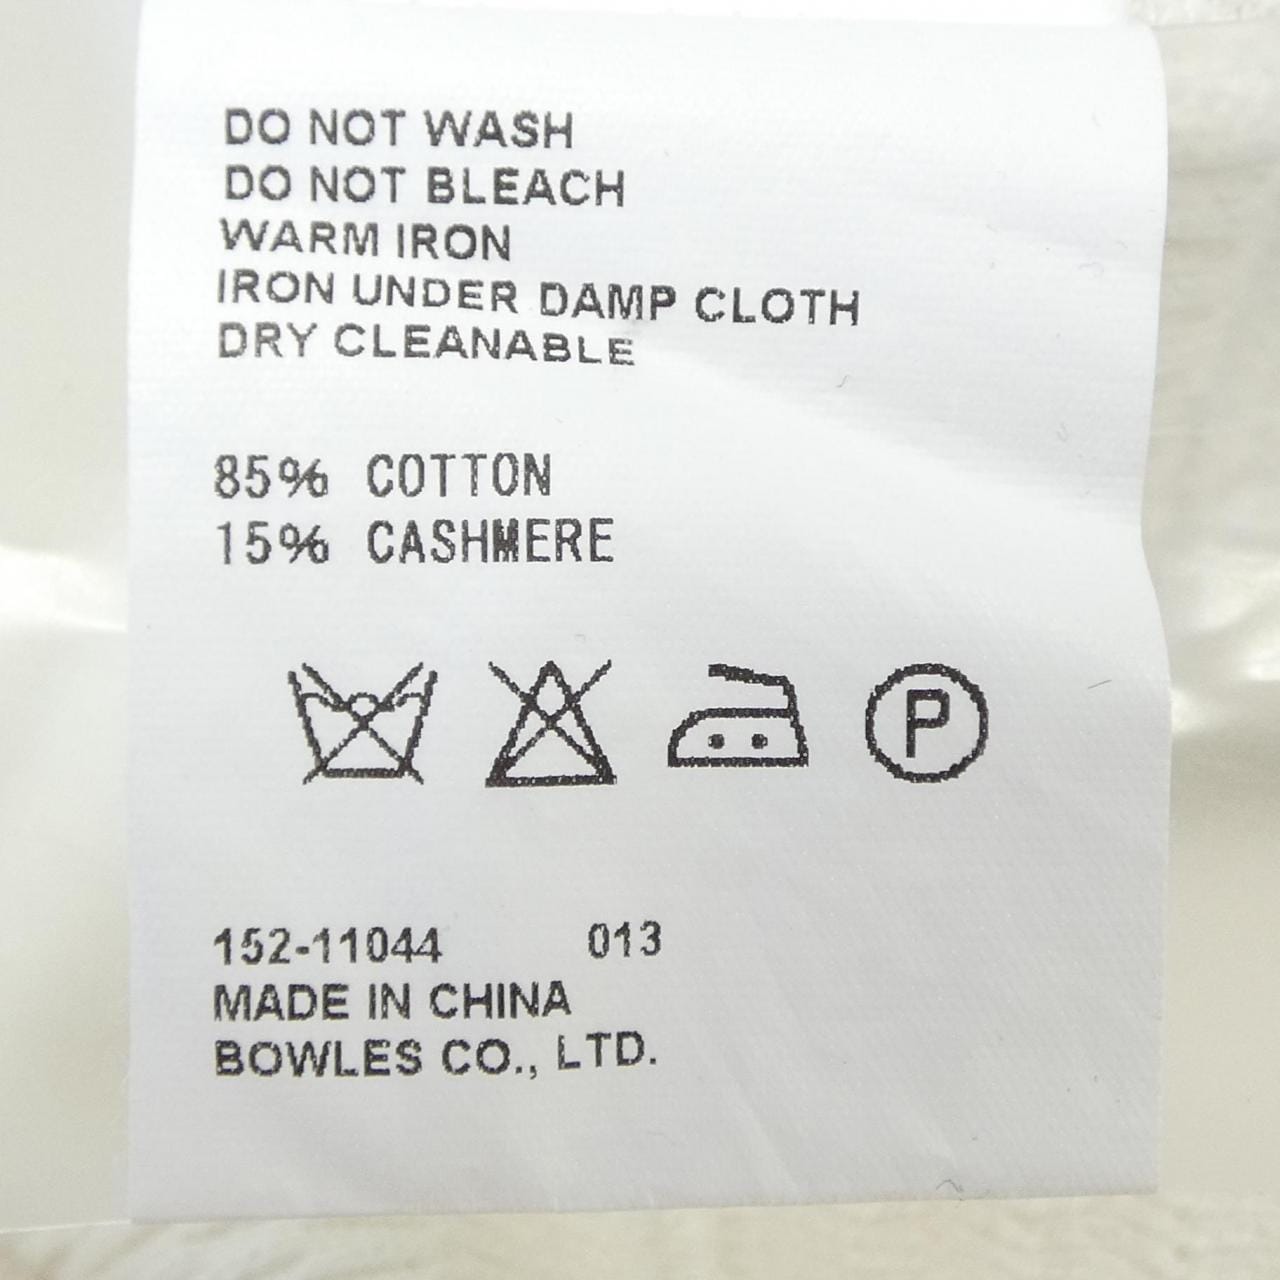 DO NOT WASH
DO NOT BLEACH
WARM IRON
IRON UNDER DAMP CLOTH
DRY CLEANABLE
85% COTTON
15% CASHMERE
P
152-11044 013
MADE IN CHINA
BOWLES CO., LTD.